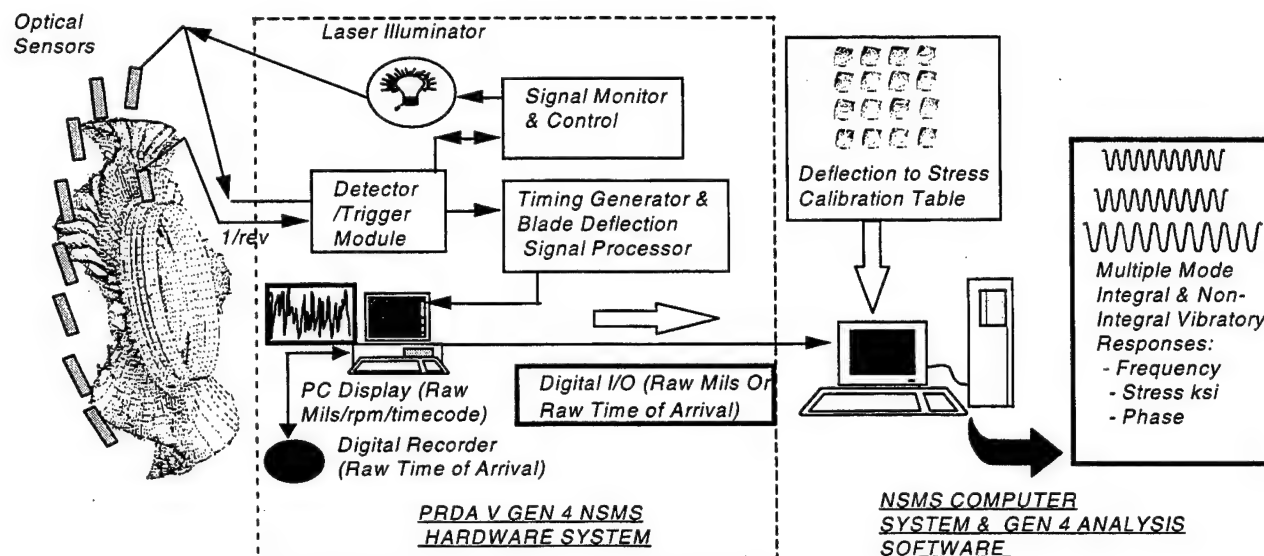 Optical
Sensors
Laser Illuminator
Signal Monitor
& Control
Detector
/Trigger
Module
1/rev
Timing Generator &
Blade Deflection
Signal Processor
PC Display (Raw
Mils/rpm/timecode)
Digital Recorder
(Raw Time of Arrival)
Digital I/O (Raw Mils Or
Raw Time of Arrival)
PRDA V GEN 4 NSMS
HARDWARE SYSTEM
Deflection to Stress
Calibration Table
NSMS COMPUTER
SYSTEM & GEN 4 ANALYSIS
SOFTWARE
Multiple Mode
Integral & Non-
Integral Vibratory
Responses:
- Frequency
- Stress ksi
- Phase